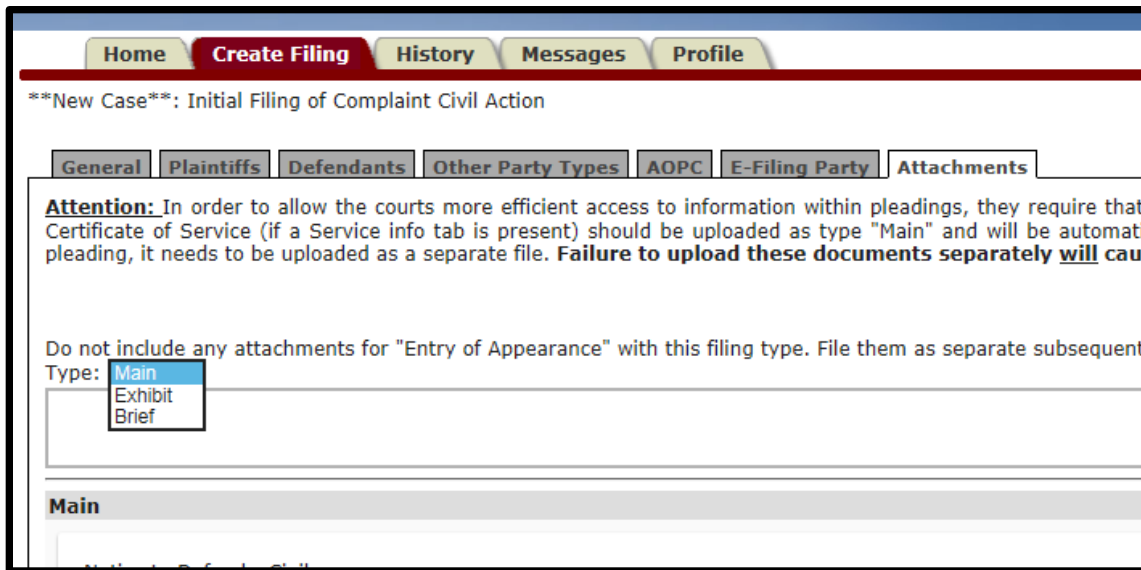 Home Create Filing History Messages Profile
**New Case**: Initial Filing of Complaint Civil Action
General Plaintiffs Defendants Other Party Types AOPC E-Filing Party Attachments
Attention: In order to allow the courts more efficient access to information within pleadings, they require that
Certificate of Service (if a Service info tab is present) should be uploaded as type "Main" and will be automati
pleading, it needs to be uploaded as a separate file. Failure to upload these documents separately will cau
Do not include any attachments for "Entry of Appearance" with this filing type. File them as separate subsequent
Type: Main
Exhibit
Brief
Main